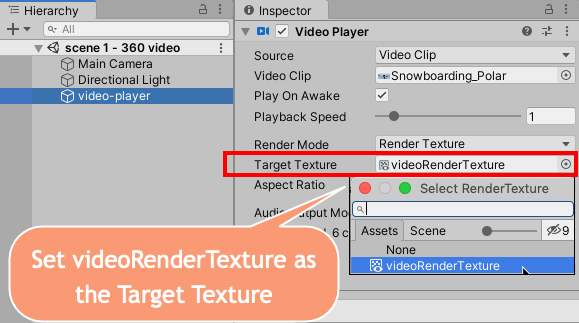 Hierarchy
All
scene 1 - 360 video
Main Camera
Directional Light
video-player
Inspector
Video Player
Source
Video Clip
Video Clip
Snowboarding_Polar
Play On Awake
Playback Speed
1
Render Mode
Render Texture
Target Texture
videoRenderTexture
Aspect Ratio
Select RenderTexture
Audio Output Mod
, 6 c
Assets
Scene
9
None
videoRenderTexture
Set videoRenderTexture as
the Target Texture